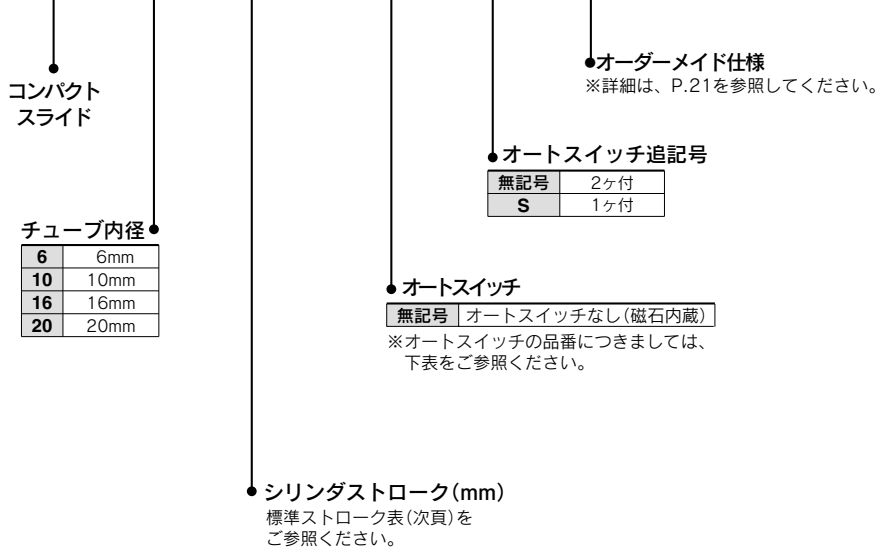 コンパクト
スライド
チューブ内径
6 6mm
10 10mm
16 16mm
20 20mm
シリンダストローク(mm)
標準ストローク表(次頁)を
ご参照ください。
オートスイッチ
無記号 オートスイッチなし(磁石内蔵)
※オートスイッチの品番につきましては、
下表をご参照ください。
オートスイッチ追記号
無記号 2ヶ付
S 1ヶ付
オーダーメイド仕様
※詳細は、P.21を参照してください。